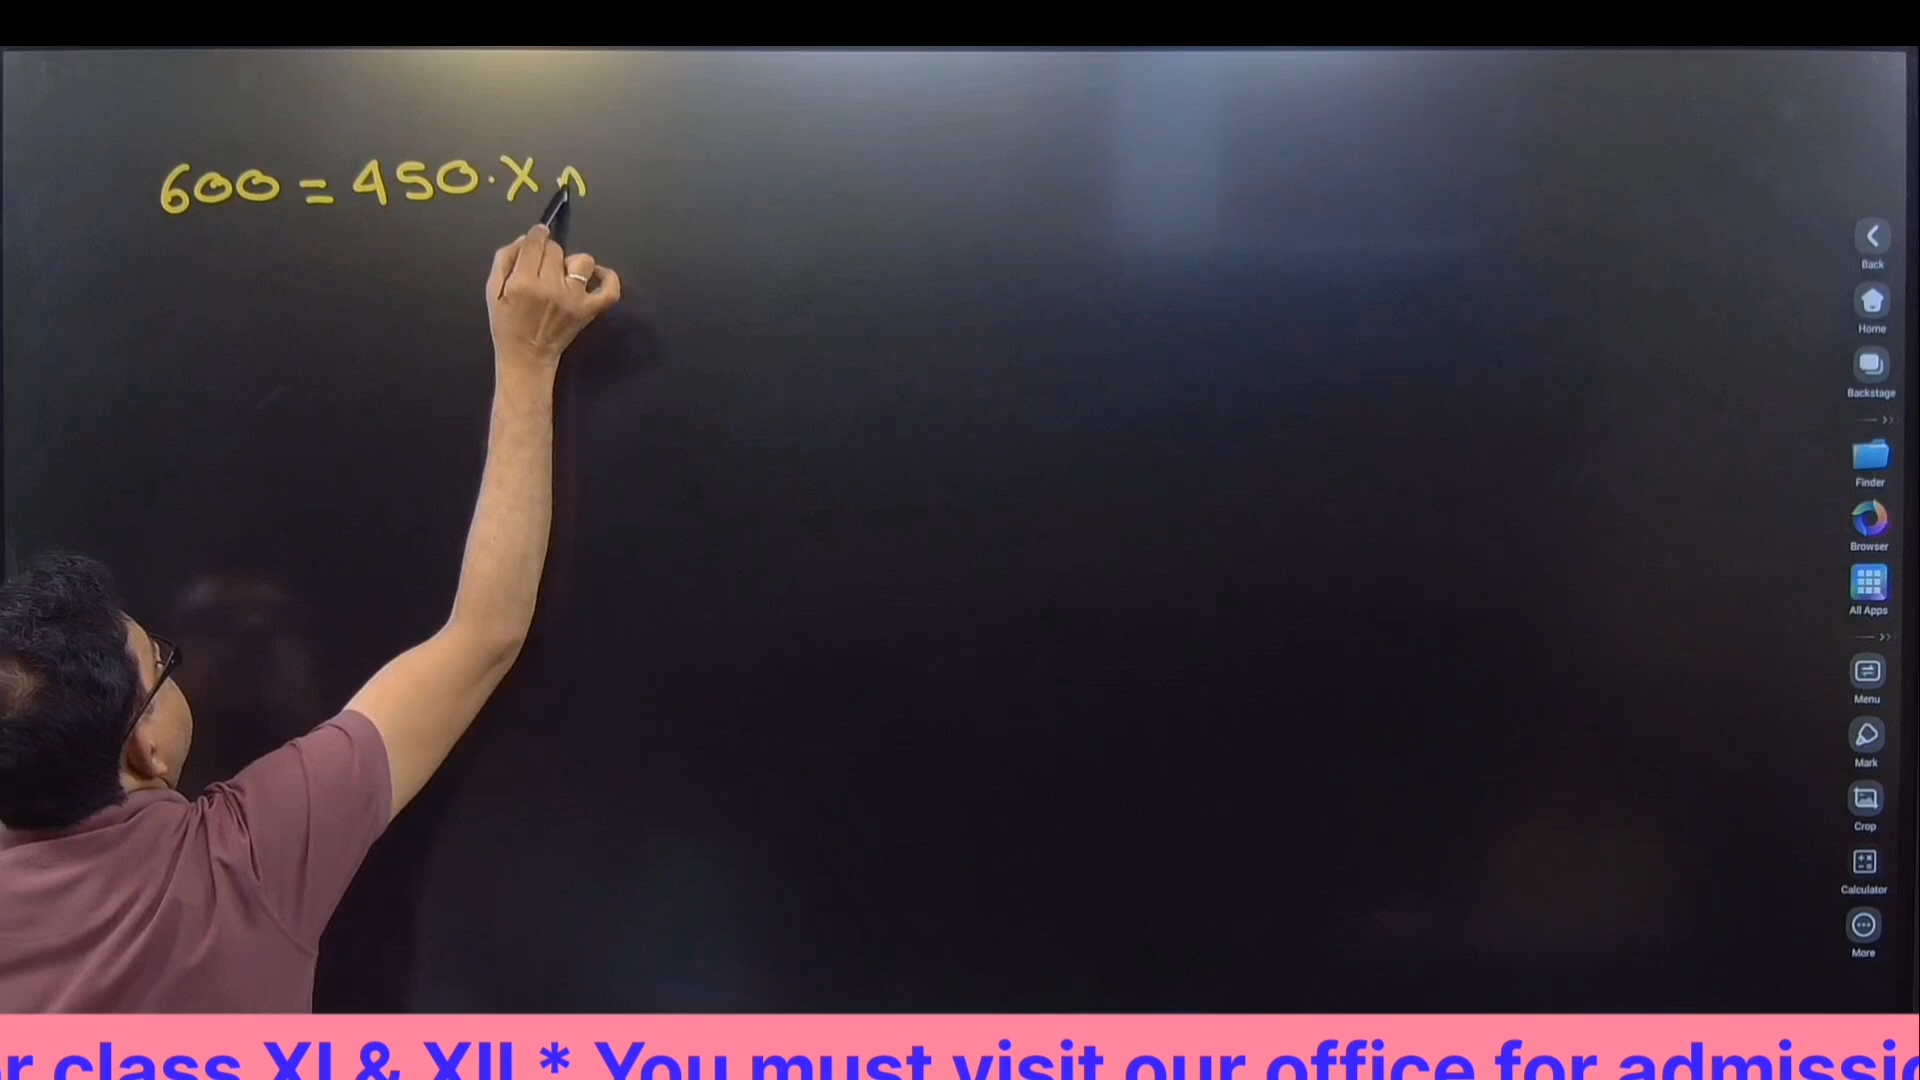 600 = 450 · X
Back
Home
Backstage
Finder
Browser
All Apps
Menu
Mark
Crop
Calculator
More
class XI & XII * You must visit our office for